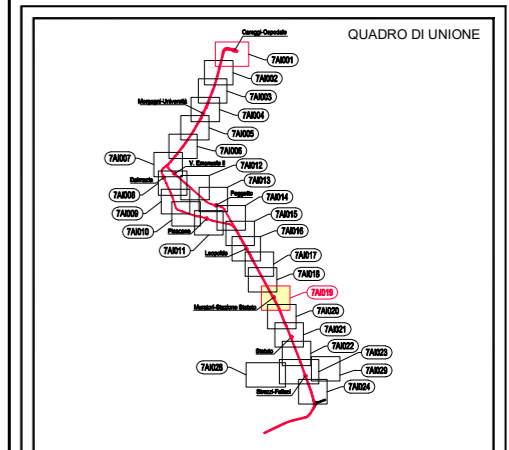 QUADRO DI UNIONE
Careggi-Ospedale
7AI001
7AI002
7AI003
7AI004
Morgagni-Università
7AI005
7AI006
7AI007
V. Emanuele II
7AI012
7AI013
Dalmazia
7AI008
Poggetto
7AI014
7AI009
7AI015
7AI010
Pisacane
7AI016
7AI011
Leopoldo
7AI017
7AI018
7AI019
Muratori-Stazione Statuto
7AI020
7AI021
7AI022
Statuto
7AI023
7AI028
7AI029
7AI024
Strozzi-Fallaci